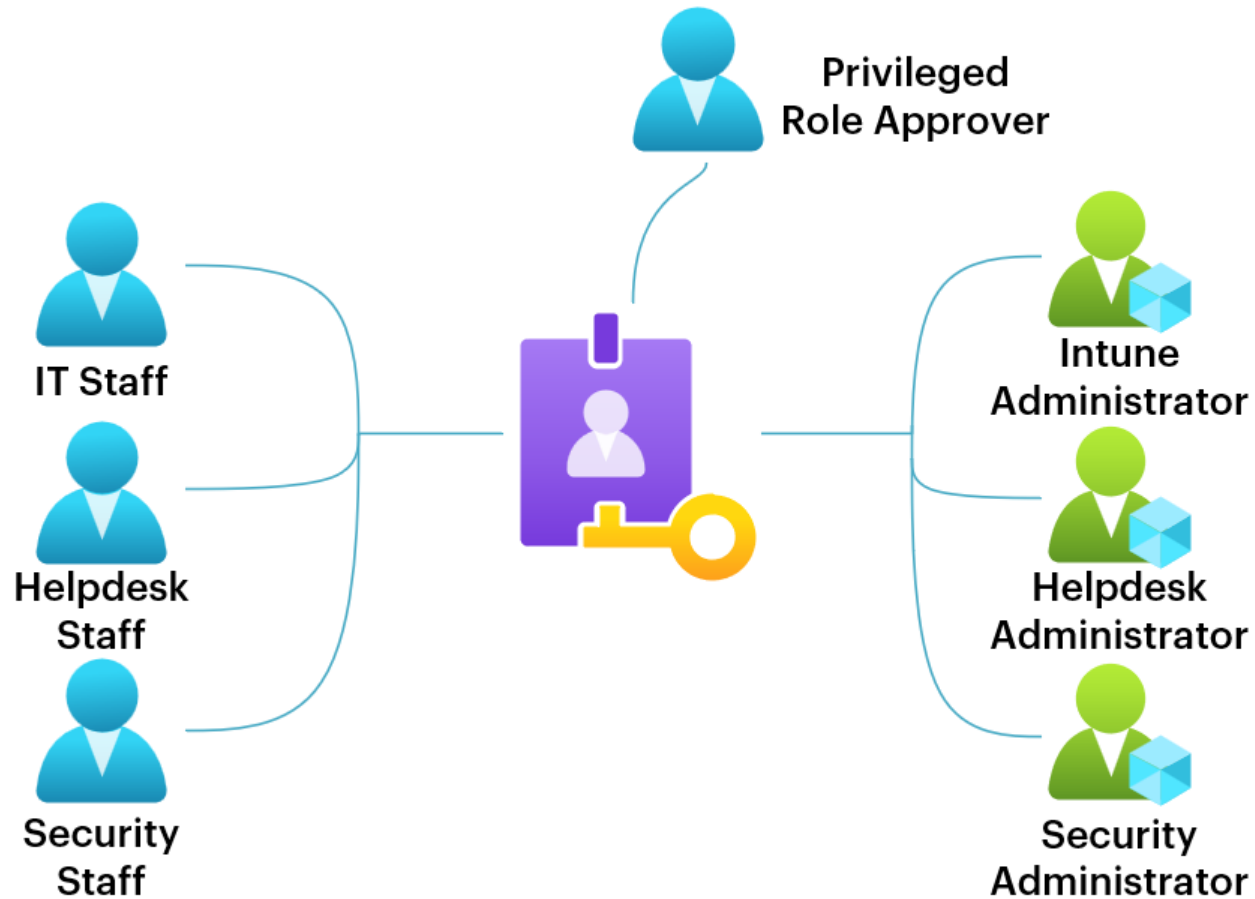 Privileged
Role Approver
IT Staff
Helpdesk
Staff
Security
Staff
Intune
Administrator
Helpdesk
Administrator
Security
Administrator